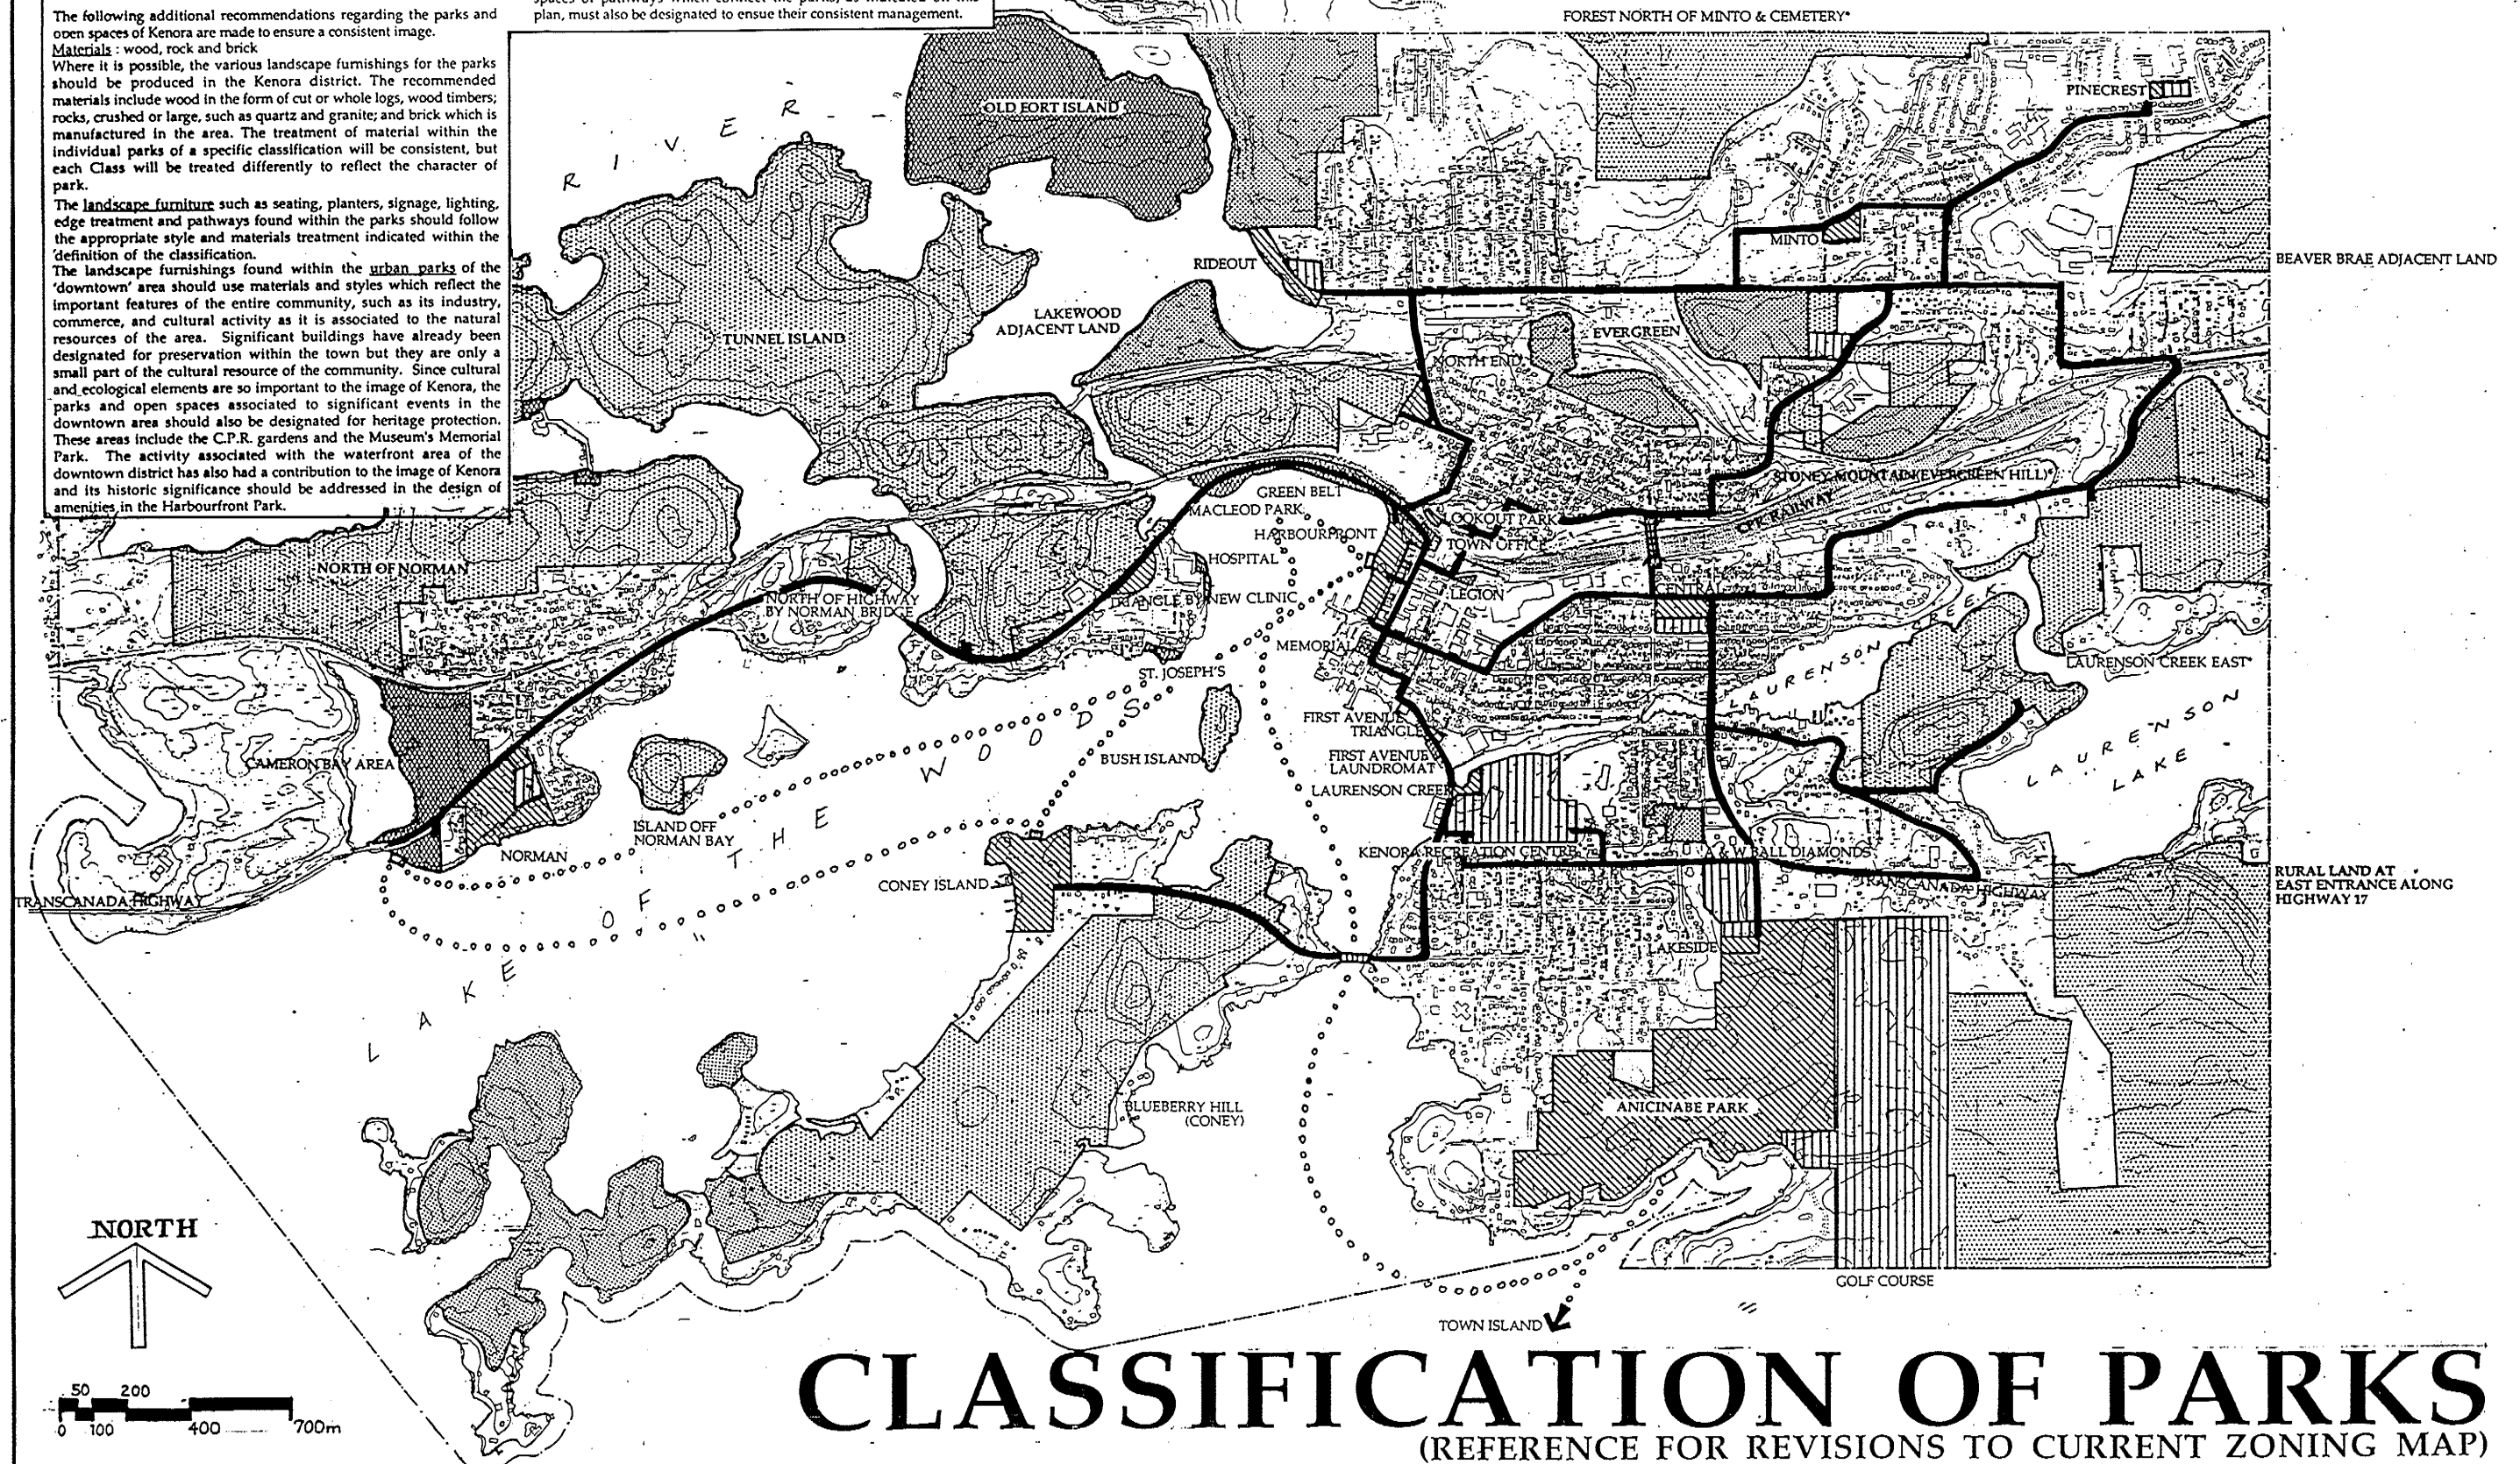 The following additional recommendations regarding the parks and
open spaces of Kenora are made to ensure a consistent image.
Materials : wood, rock and brick
Where it is possible, the various landscape furnishings for the parks
should be produced in the Kenora district. The recommended
materials include wood in the form of cut or whole logs, wood timbers;
rocks, crushed or large, such as quartz and granite; and brick which is
manufactured in the area. The treatment of material within the
individual parks of a specific classification will be consistent, but
each Class will be treated differently to reflect the character of
park.
The landscape furniture such as seating, planters, signage, lighting,
edge treatment and pathways found within the parks should follow
the appropriate style and materials treatment indicated within the
definition of the classification.
The landscape furnishings found within the urban parks of the
'downtown' area should use materials and styles which reflect the
important features of the entire community, such as its industry,
commerce, and cultural activity as it is associated to the natural
resources of the area. Significant buildings have already been
designated for preservation within the town but they are only a
small part of the cultural resource of the community. Since cultural
and ecological elements are so important to the image of Kenora, the
parks and open spaces associated to significant events in the
downtown area should also be designated for heritage protection.
These areas include the C.P.R. gardens and the Museum's Memorial
Park. The activity associated with the waterfront area of the
downtown district has also had a contribution to the image of Kenora
and its historic significance should be addressed in the design of
amenities in the Harbourfront Park.
spaces or pathways which connect the parks, as indicated on this
plan, must also be designated to ensue their consistent management.
FOREST NORTH OF MINTO & CEMETERY*
OLD FORT ISLAND
PINECREST
RIVER
MINTO
RIDEOUT
BEAVER BRAE ADJACENT LAND
LAKEWOOD
ADJACENT LAND
TUNNEL ISLAND
EVERGREEN
NORTH END
STONEY MOUNTAIN(EVERGREEN HILL)*
GREEN BELT
MACLEOD PARK
LOOKOUT PARK
CPR RAILWAY
HARBOURFRONT
TOWN OFFICE
HOSPITAL
NORTH OF NORMAN
CENTRAL
LEGION
NORTH OF HIGHWAY
BY NORMAN BRIDGE
TRIANGLE BY NEW CLINIC
MEMORIAL
LAURENSON CREEK
LAURENSON CREEK EAST*
ST. JOSEPH'S
FIRST AVENUE
TRIANGLE
LAURENSON
LAKE
BUSH ISLAND
FIRST AVENUE
LAUNDROMAT
LAURENSON CREEK
CAMERON BAY AREA
ISLAND OFF
NORMAN BAY
NORMAN
KENORA RECREATION CENTRE
A & W BALL DIAMONDS
CONEY ISLAND
TRANSCANADA HIGHWAY
TRANSCANADA HIGHWAY
RURAL LAND AT
EAST ENTRANCE ALONG
HIGHWAY 17
LAKESIDE
LAKE OF THE WOODS
BLUEBERRY HILL
(CONEY)
ANICINABE PARK
NORTH
GOLF COURSE
TOWN ISLAND
50 200
0 100 400 700m
CLASSIFICATION OF PARKS
(REFERENCE FOR REVISIONS TO CURRENT ZONING MAP)